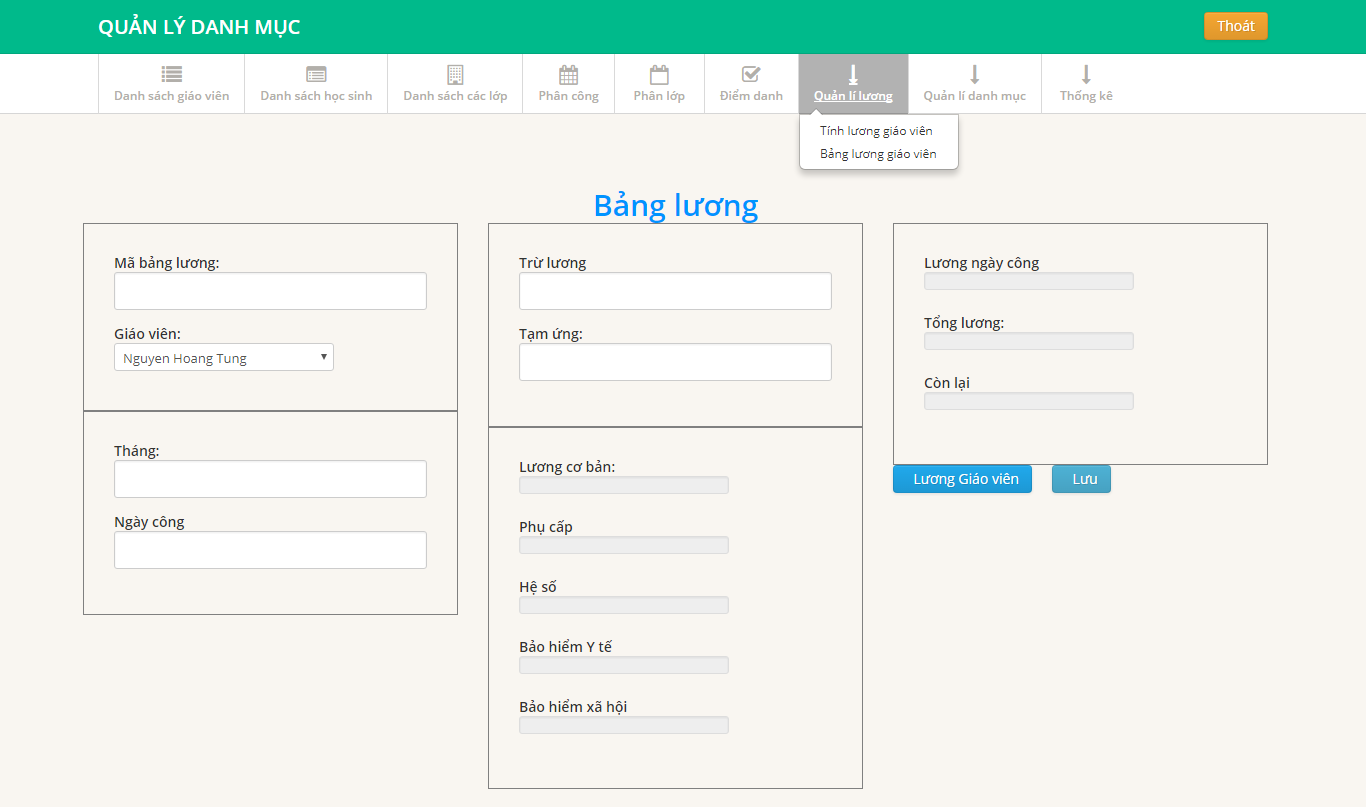 QUẢN LÝ DANH MỤC
Thoát
Danh sách giáo viên
Danh sách học sinh
Danh sách các lớp
Phân công
Phân lớp
Điểm danh
Quản lí lương
Quản lí danh mục
Thống kê
Tính lương giáo viên
Bảng lương giáo viên
Bảng lương
Mã bảng lương:
Giáo viên:
Nguyen Hoang Tung
Tháng:
Ngày công
Trừ lương
Tạm ứng:
Lương cơ bản:
Phụ cấp
Hệ số
Bảo hiểm Y tế
Bảo hiểm xã hội
Lương ngày công
Tổng lương:
Còn lại
Lương Giáo viên
Lưu